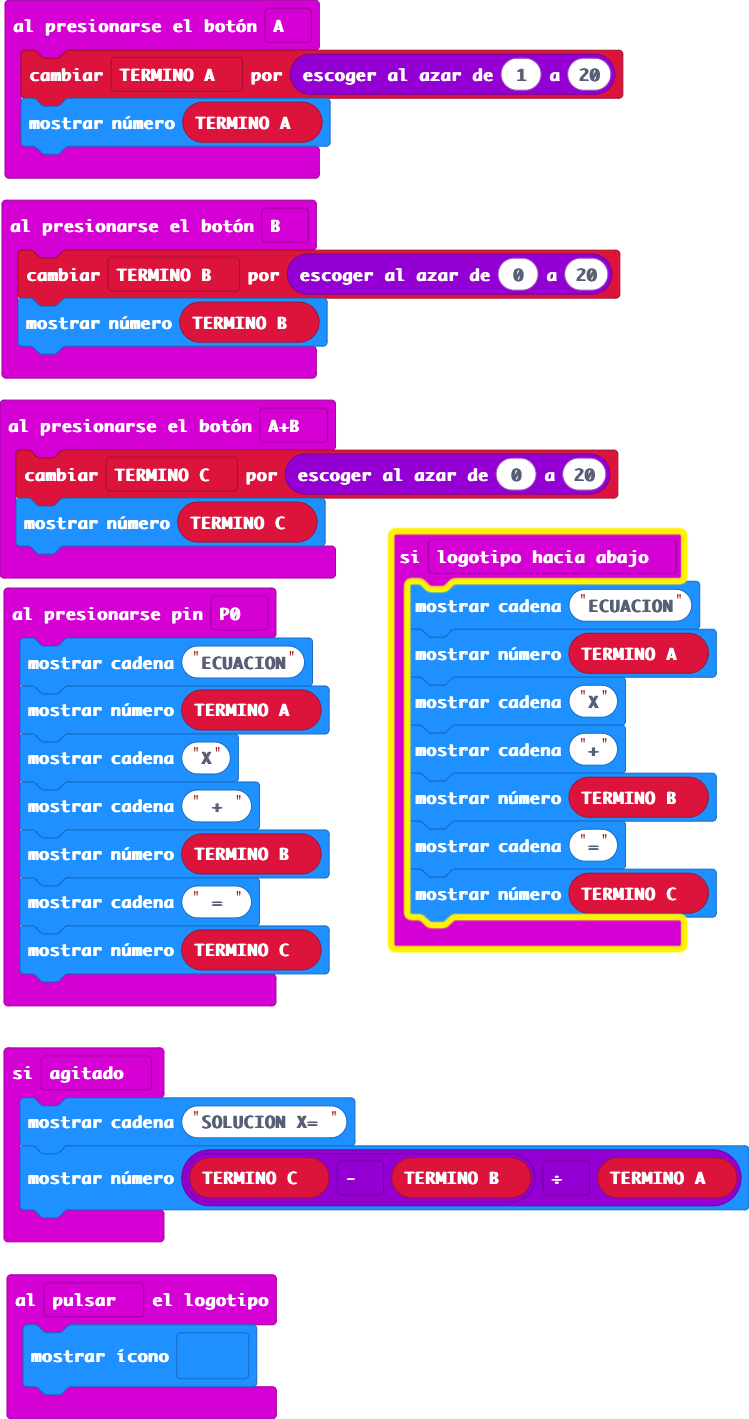 al presionarse el botón A
cambiar TERMINO A por escoger al azar de 1 a 20
mostrar número TERMINO A
al presionarse el botón B
cambiar TERMINO B por escoger al azar de 0 a 20
mostrar número TERMINO B
al presionarse el botón A+B
cambiar TERMINO C por escoger al azar de 0 a 20
mostrar número TERMINO C
al presionarse pin P0
mostrar cadena "ECUACION"
mostrar número TERMINO A
mostrar cadena "X"
mostrar cadena " + "
mostrar número TERMINO B
mostrar cadena " = "
mostrar número TERMINO C
si logotipo hacia abajo
mostrar cadena "ECUACION"
mostrar número TERMINO A
mostrar cadena "X"
mostrar cadena "+"
mostrar número TERMINO B
mostrar cadena "="
mostrar número TERMINO C
si agitado
mostrar cadena "SOLUCION X= "
mostrar número TERMINO C - TERMINO B ÷ TERMINO A
al pulsar el logotipo
mostrar ícono